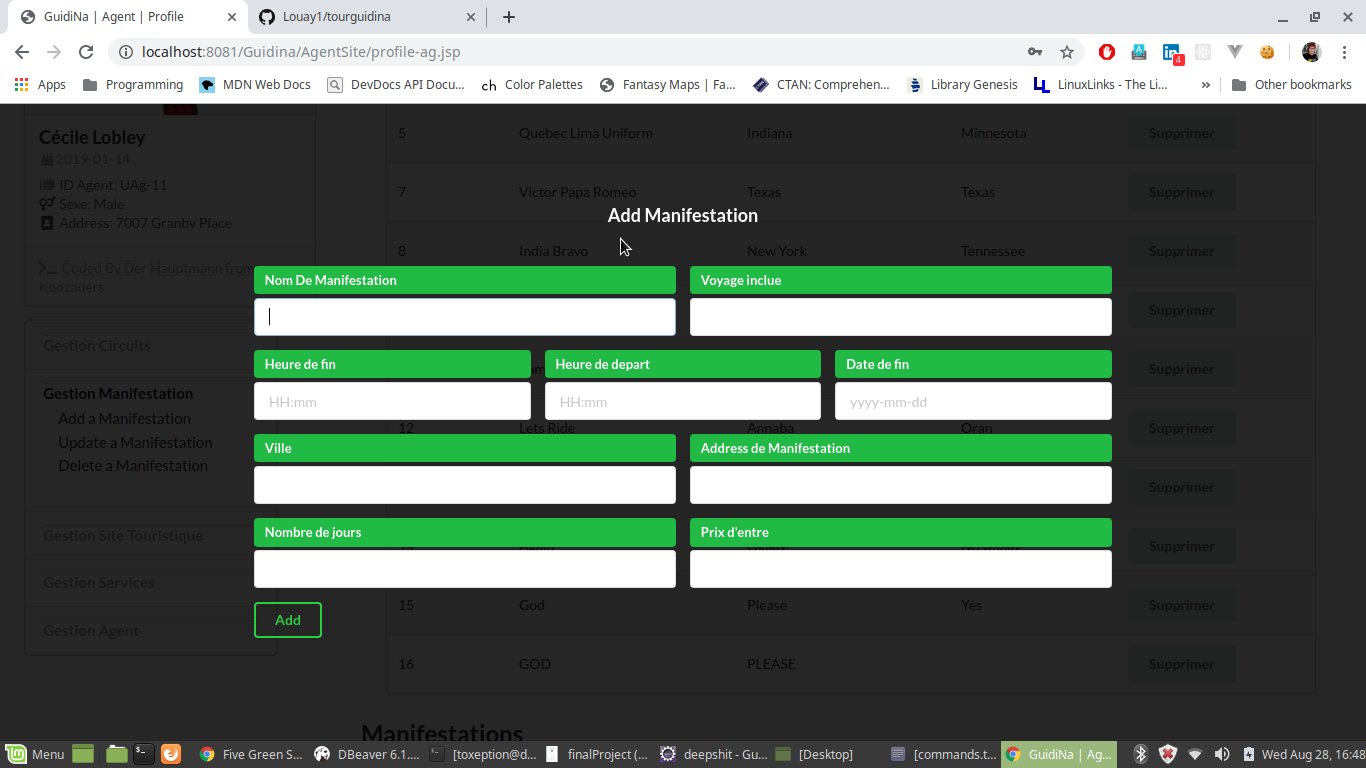 GuidiNa | Agent | Profile
Louay1/tourguidina
localhost:8081/Guidina/AgentSite/profile-ag.jsp
4
Apps Programming MDN Web Docs DevDocs API Docu... ch Color Palettes Fantasy Maps | Fa... CTAN: Comprehen... Library Genesis LinuxLinks - The Li... » Other bookmarks
Cécile Lobley
2019-01-14
ID Agent: UAg-11
Sexe: Male
Address: 7007 Granby Place
Coded By Der Hauptmann from
Kodzaders
Gestion Circuits
Gestion Manifestation
Add a Manifestation
Update a Manifestation
Delete a Manifestation
Gestion Site Touristique
Gestion Services
Gestion Agent
5 Quebec Lima Uniform Indiana Minnesota Supprimer
7 Victor Papa Romeo Texas Texas Supprimer
8 India Bravo New York Tennessee Supprimer
Supprimer
Supprimer
12 Lets Ride Annaba Oran Supprimer
Supprimer
Supprimer
15 God Please Yes Supprimer
16 GOD PLEASE Supprimer
Manifestations
Add Manifestation
Nom De Manifestation
Voyage inclue
Heure de fin
HH:mm
Heure de depart
HH:mm
Date de fin
yyyy-mm-dd
Ville
Address de Manifestation
Nombre de jours
Prix d'entre
Add
Menu Five Green S... DBeaver 6.1.... [toxeption@d... finalProject (... deepshit - Gu... [Desktop] [commands.t... GuidiNa | Ag... Wed Aug 28, 16:48